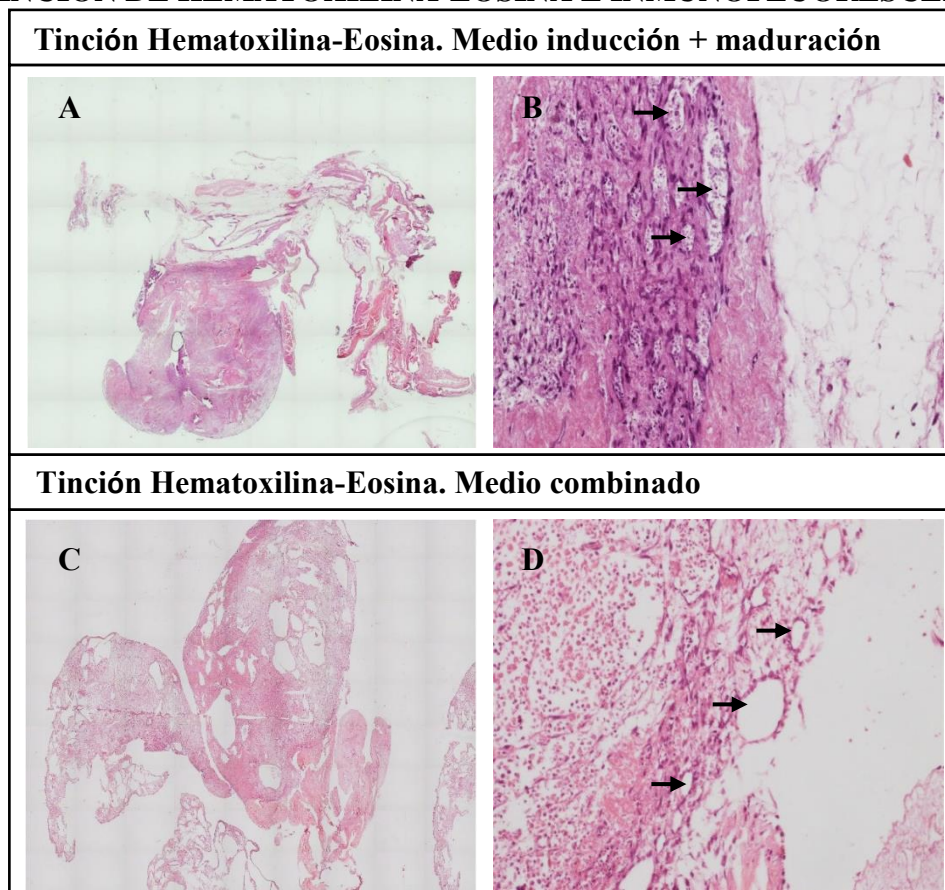 Tinción Hematoxilina-Eosina. Medio inducción + maduración
A
B
Tinción Hematoxilina-Eosina. Medio combinado
C
D